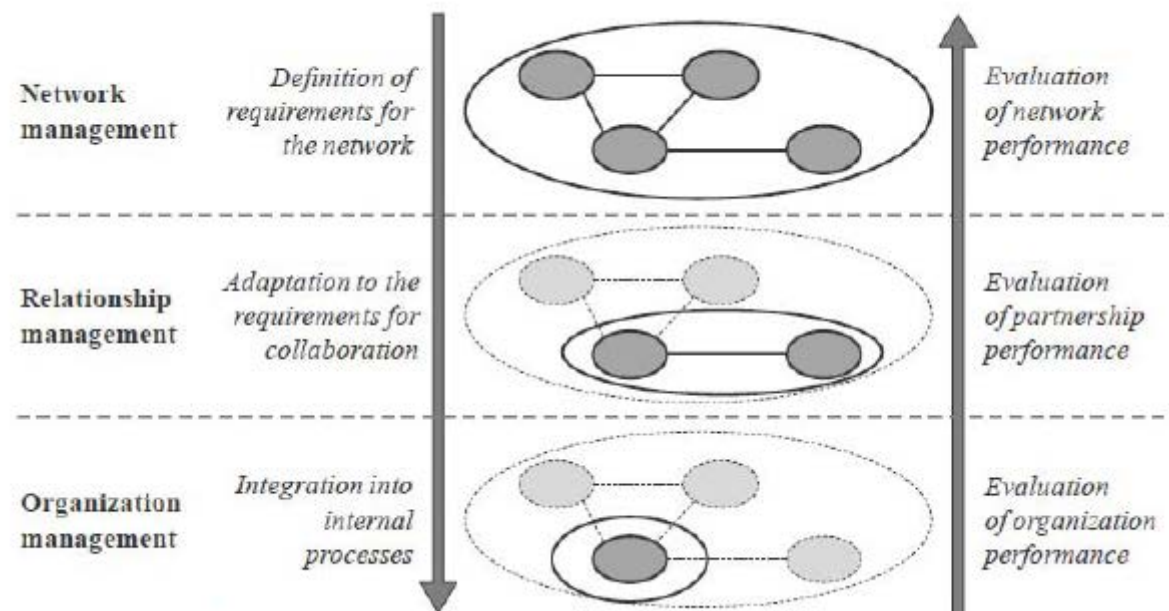 Network
management
Definition of
requirements for
the network
Evaluation
of network
performance
Relationship
management
Adaptation to the
requirements for
collaboration
Evaluation
of partnership
performance
Organization
management
Integration into
internal
processes
Evaluation
of organization
performance